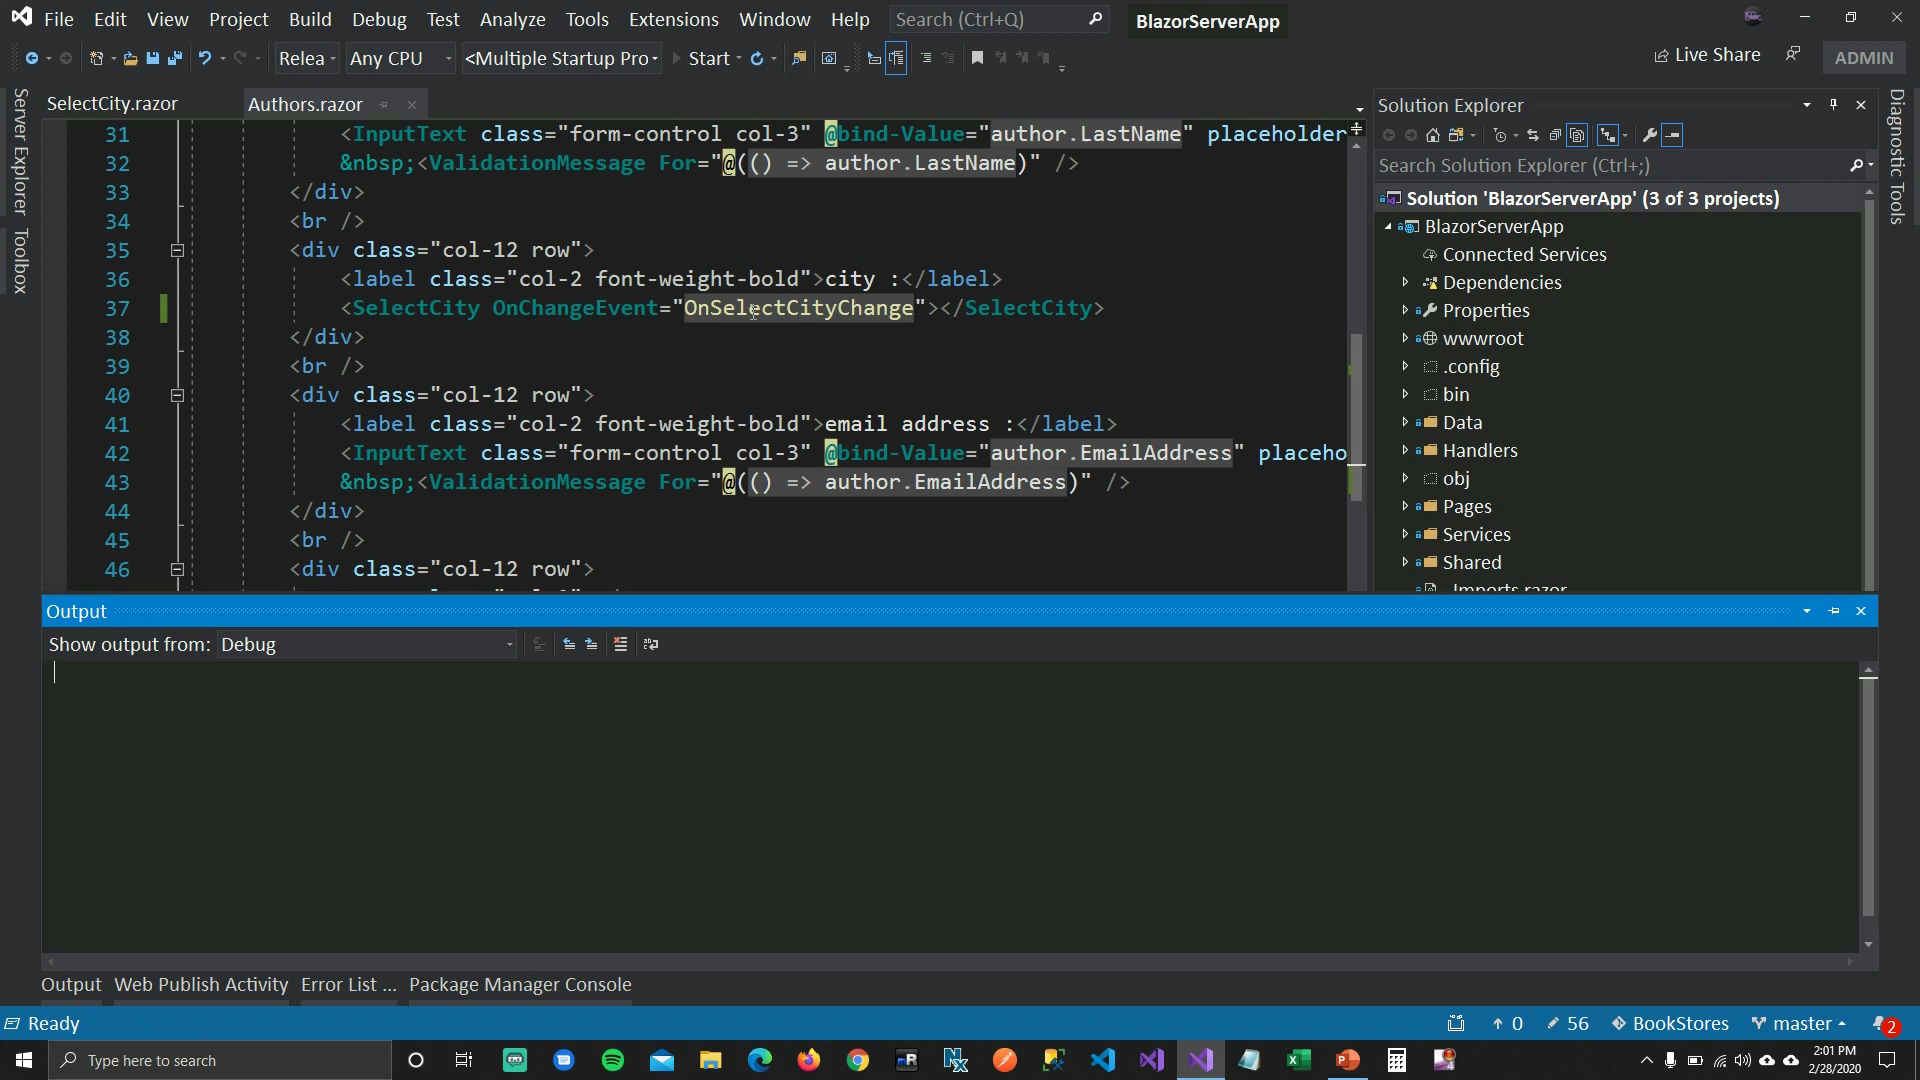 File Edit View Project Build Debug Test Analyze Tools Extensions Window Help Search (Ctrl+Q) BlazorServerApp
Relea Any CPU <Multiple Startup Pro Start Live Share ADMIN
Server Explorer
Toolbox
SelectCity.razor Authors.razor
31 <InputText class="form-control col-3" @bind-Value="author.LastName" placeholder
32 &nbsp;<ValidationMessage For="@(() => author.LastName)" />
33 </div>
34 <br />
35 <div class="col-12 row">
36 <label class="col-2 font-weight-bold">city :</label>
37 <SelectCity OnChangeEvent="OnSelectCityChange"></SelectCity>
38 </div>
39 <br />
40 <div class="col-12 row">
41 <label class="col-2 font-weight-bold">email address :</label>
42 <InputText class="form-control col-3" @bind-Value="author.EmailAddress" placeho
43 &nbsp;<ValidationMessage For="@(() => author.EmailAddress)" />
44 </div>
45 <br />
46 <div class="col-12 row">
Solution Explorer
Search Solution Explorer (Ctrl+;)
Solution 'BlazorServerApp' (3 of 3 projects)
BlazorServerApp
Connected Services
Dependencies
Properties
wwwroot
.config
bin
Data
Handlers
obj
Pages
Services
Shared
_Imports.razor
Diagnostic Tools
Output
Show output from: Debug
Output Web Publish Activity Error List ... Package Manager Console
Ready 0 56 BookStores master 2
Type here to search
2:01 PM
2/28/2020